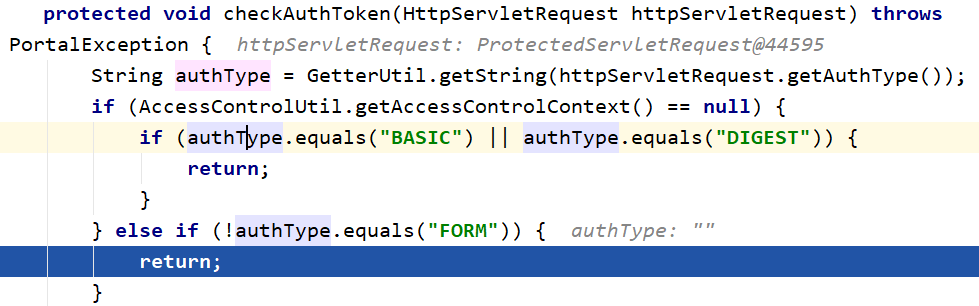 protected void checkAuthToken(HttpServletRequest httpServletRequest) throws
PortalException { httpServletRequest: ProtectedServletRequest@44595
String authType = GetterUtil.getString(httpServletRequest.getAuthType());
if (AccessControlUtil.getAccessControlContext() == null) {
if (authType.equals("BASIC") || authType.equals("DIGEST")) {
return;
}
} else if (!authType.equals("FORM")) { authType: ""
return;
}